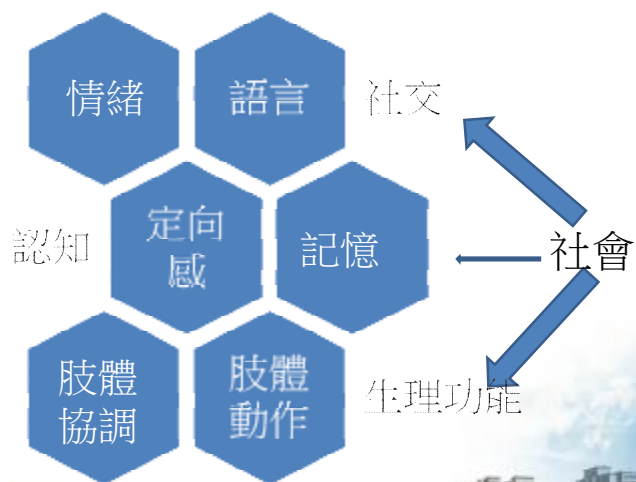 情緒
語言
社交
認知
定向
感
記憶
社會
肢體
協調
肢體
動作
生理功能